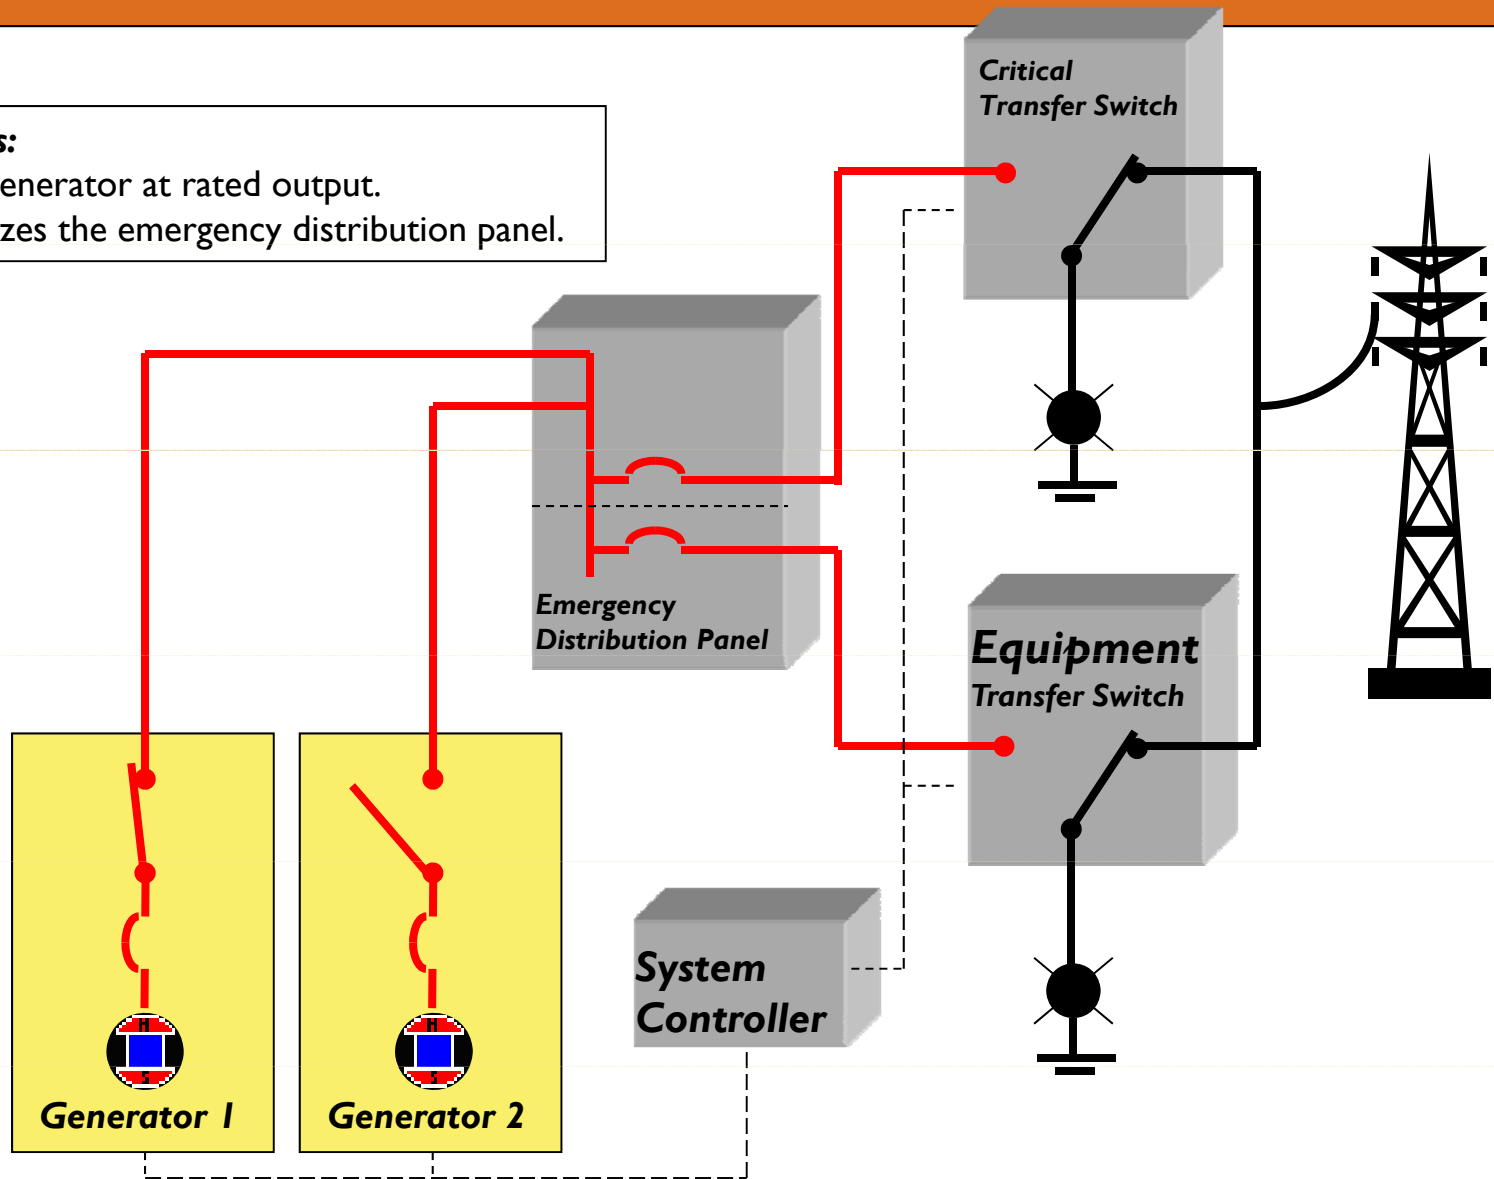 Critical
Transfer Switch
s:
enerator at rated output.
zes the emergency distribution panel.
Emergency
Distribution Panel
Equipment
Transfer Switch
System
Controller
N
S
Generator 1
N
S
Generator 2